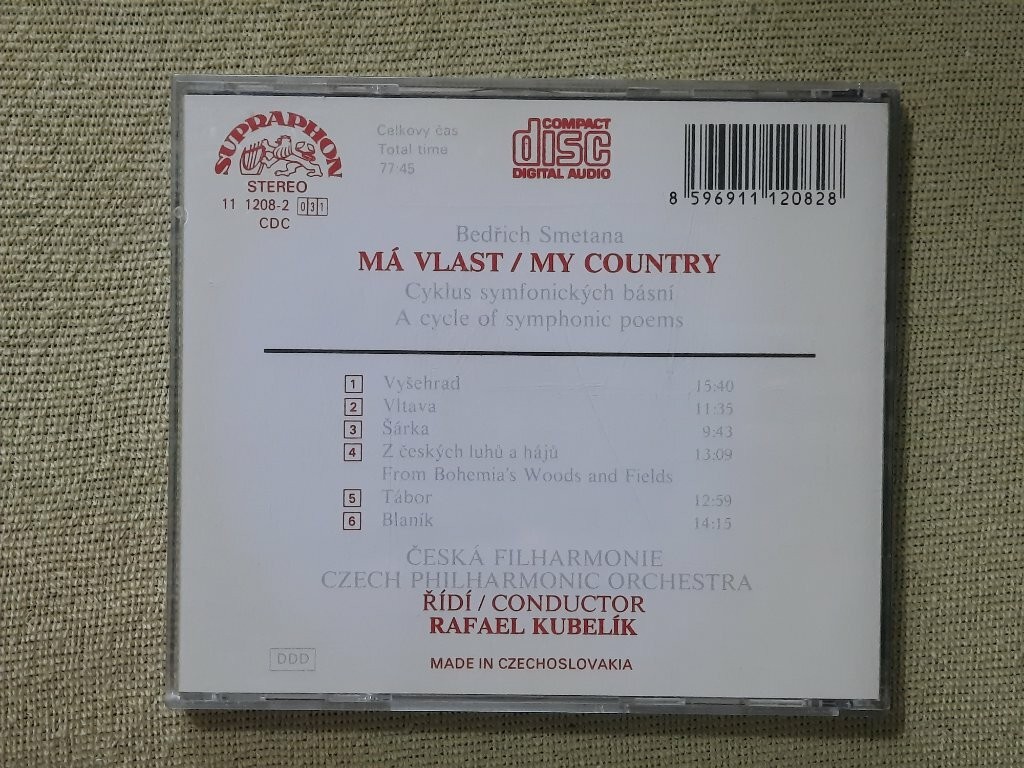 SUPRAPHON
STEREO
11 1208-2 031
CDC
Celkový čas
Total time
77:45
COMPACT
disc
DIGITAL AUDIO
8 596911 120828
Bedřich Smetana
MÁ VLAST / MY COUNTRY
Cyklus symfonických básní
A cycle of symphonic poems
1 Vyšehrad 15:40
2 Vltava 11:35
3 Šárka 9:43
4 Z českých luhů a hájů 13:09
From Bohemia's Woods and Fields
5 Tábor 12:59
6 Blaník 14:15
ČESKÁ FILHARMONIE
CZECH PHILHARMONIC ORCHESTRA
ŘÍDÍ / CONDUCTOR
RAFAEL KUBELÍK
DDD
MADE IN CZECHOSLOVAKIA